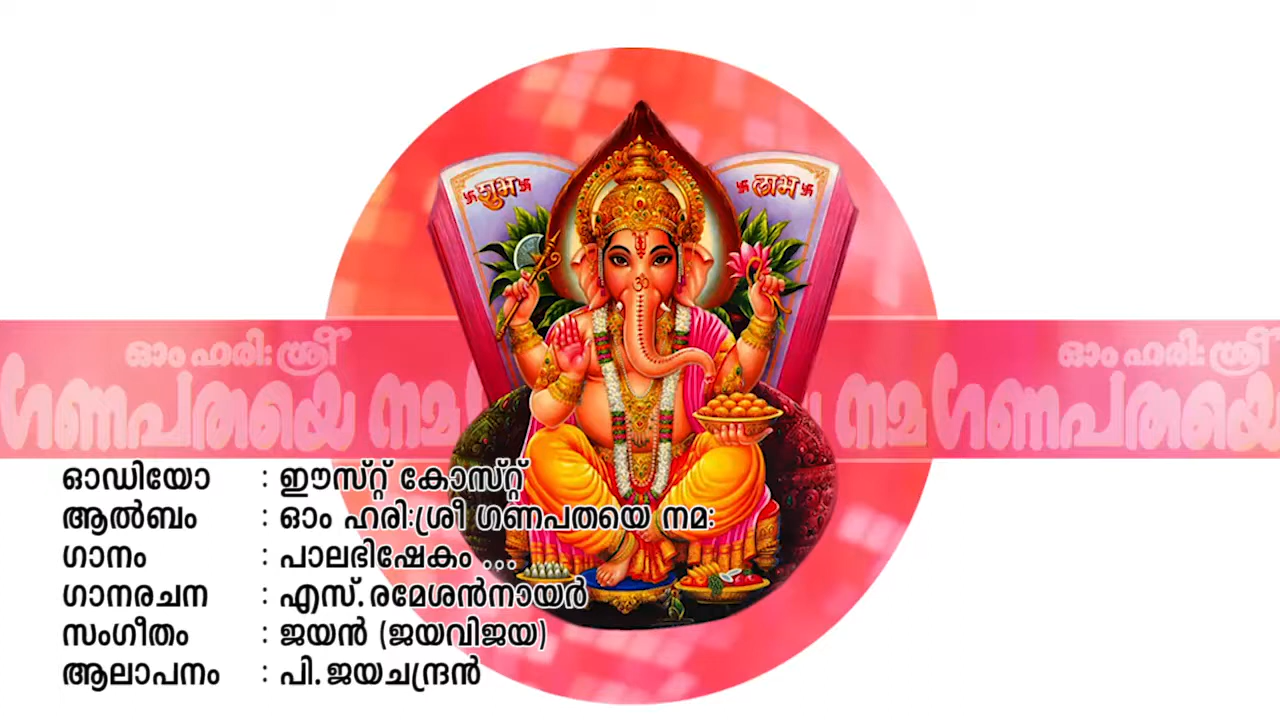 शुभ
लाभ
ഓം ഹരി: ശ്രീ
ഗണപതയെ നമ
ഓം ഹരി: ശ്രീ
നമ ഗണപതയെ
ഓഡിയോ : ഈസ്റ്റ് കോസ്റ്റ്
ആൽബം : ഓം ഹരി:ശ്രീ ഗണപതയെ നമ:
ഗാനം : പാലഭിഷേകം ...
ഗാനരചന : എസ്. രമേശൻനായർ
സംഗീതം : ജയൻ (ജയവിജയ)
ആലാപനം : പി. ജയചന്ദ്രൻ